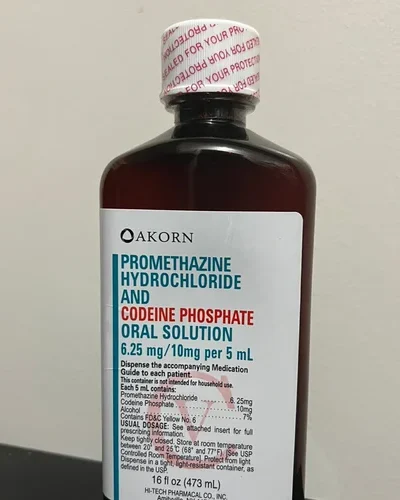 SEALED FOR YOUR PROTECTION
AKORN
PROMETHAZINE
HYDROCHLORIDE
AND
CODEINE PHOSPHATE
ORAL SOLUTION
6.25 mg/10mg per 5 mL
Dispense the accompanying Medication
Guide to each patient.
This container is not intended for household use.
Each 5 mL contains:
Promethazine Hydrochloride 6.25mg
Codeine Phosphate 10mg
Alcohol 7%
Contains FD&C Yellow No. 6
USUAL DOSAGE: See attached insert for full
prescribing information.
Keep tightly closed. Store at room temperature
between 20° and 25°C (68° and 77°F) [See USP
Controlled Room Temperature]. Protect from light
Dispense in a tight, light-resistant container, as
defined in the USP.
16 fl oz (473 mL)
HI-TECH PHARMACAL CO., INC.